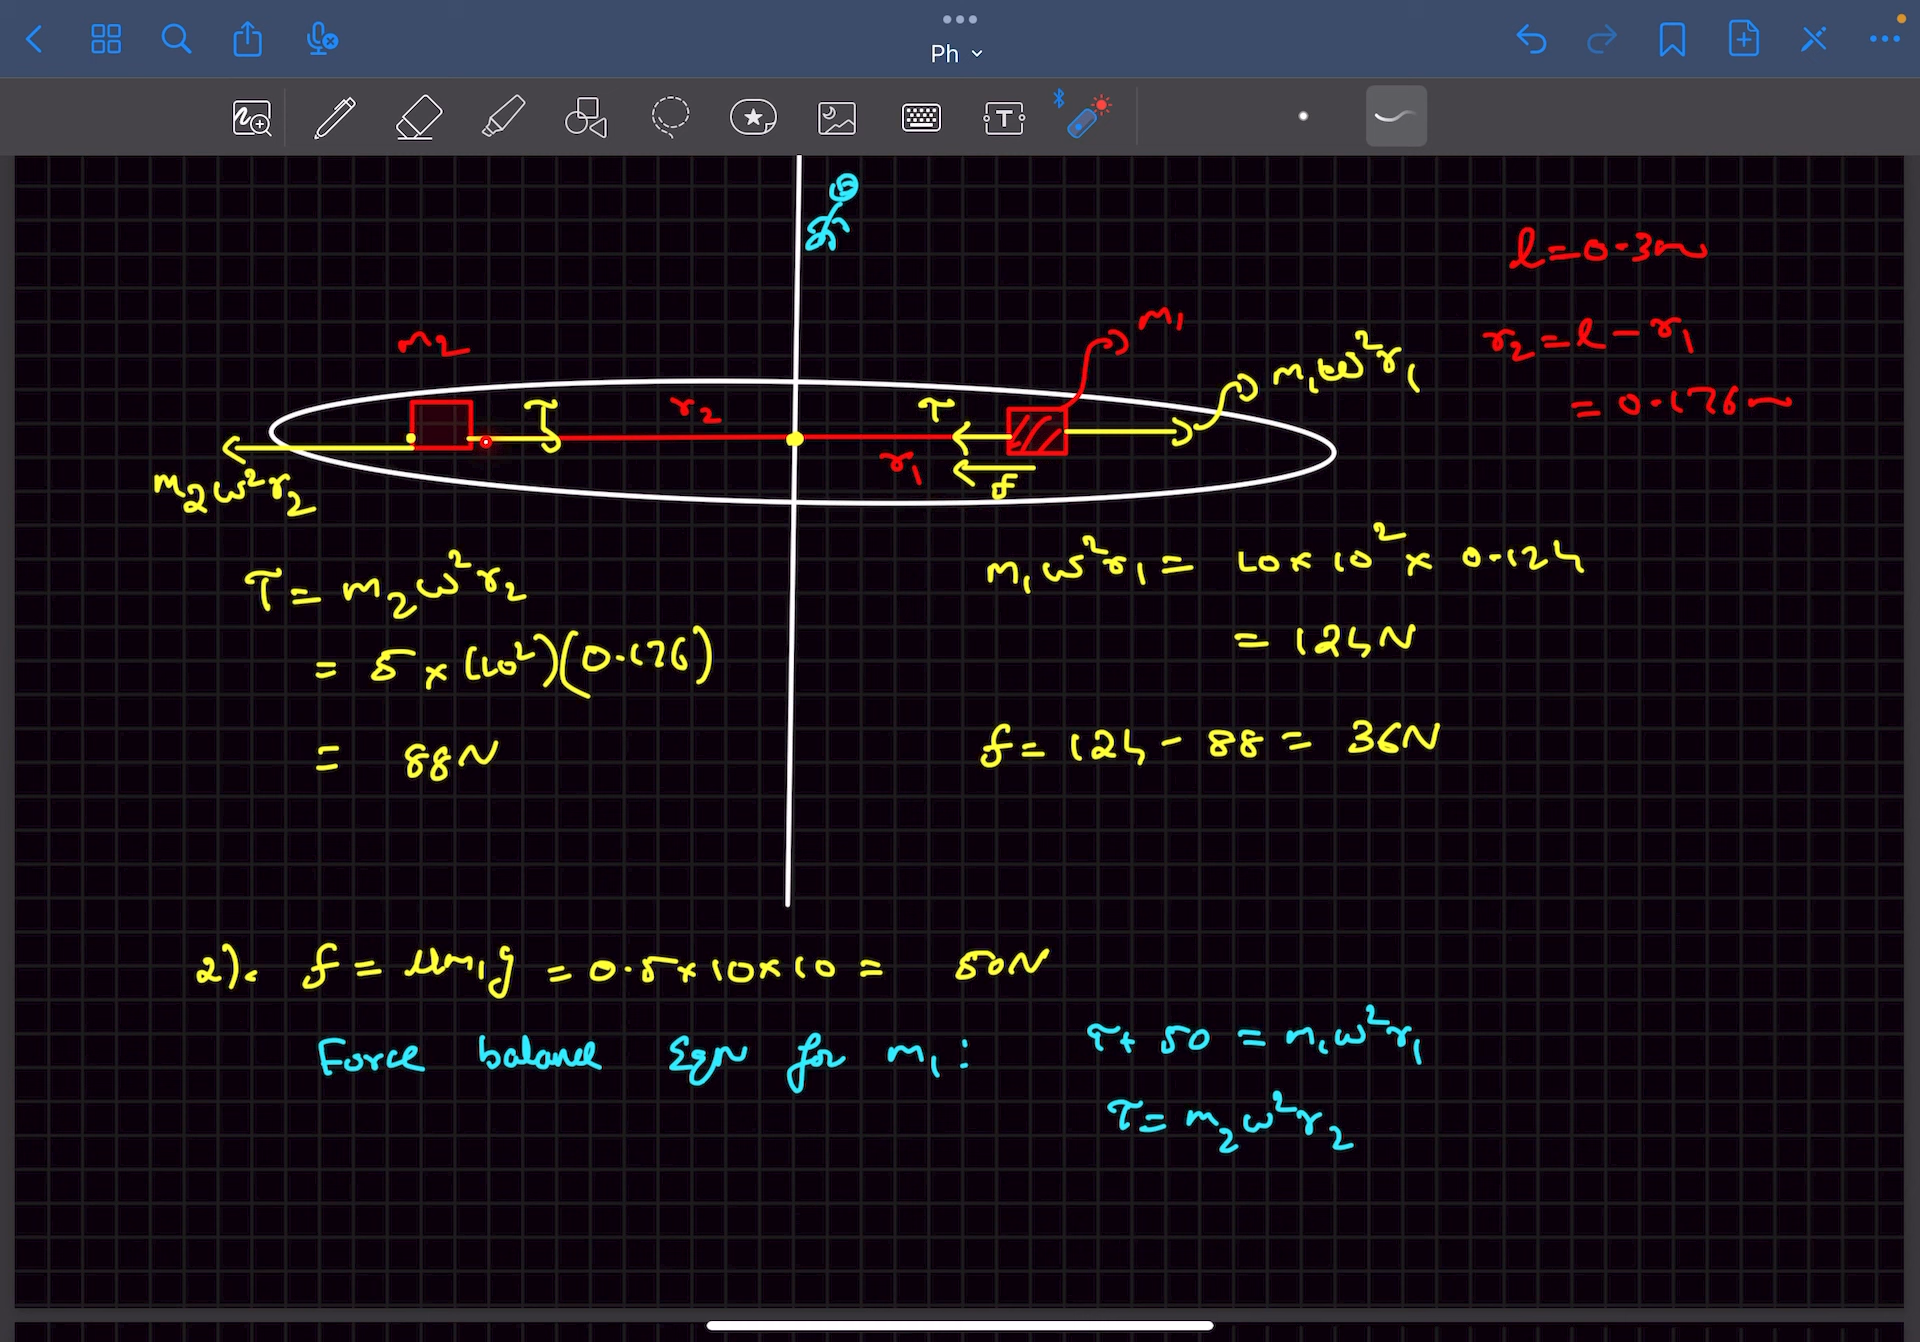 Ph
l = 0.3m
m1
r2 = l - r1
m2
m1ω²r1
= 0.176m
T
r2
T
r1
f
m2ω²r2
T = m2ω²r2
= 5 × (10²)(0.176)
= 88N
m1ω²r1 = 10 × 10² × 0.124
= 124N
f = 124 - 88 = 36N
2). f = μm1g = 0.5 × 10 × 10 = 50N
Force balance Eqn for m1: T + 50 = m1ω²r1
T = m2ω²r2